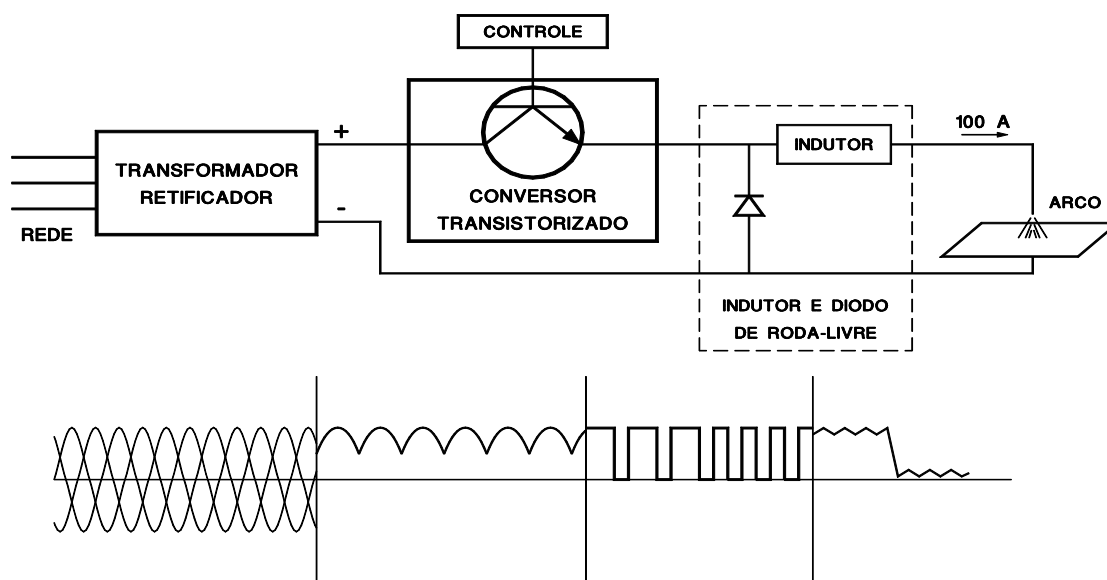 CONTROLE
+
100 A
INDUTOR
TRANSFORMADOR
RETIFICADOR
CONVERSOR
TRANSISTORIZADO
-
ARCO
REDE
INDUTOR E DIODO
DE RODA-LIVRE